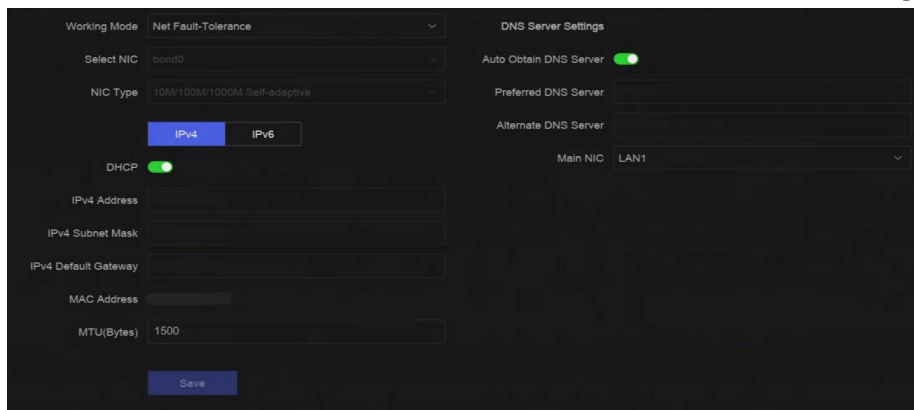 Working Mode Net Fault-Tolerance
Select NIC bond0
NIC Type 10M/100M/1000M Self-adaptive
IPv4 IPv6
DHCP
IPv4 Address
IPv4 Subnet Mask
IPv4 Default Gateway
MAC Address
MTU(Bytes) 1500
Save
DNS Server Settings
Auto Obtain DNS Server
Preferred DNS Server
Alternate DNS Server
Main NIC LAN1